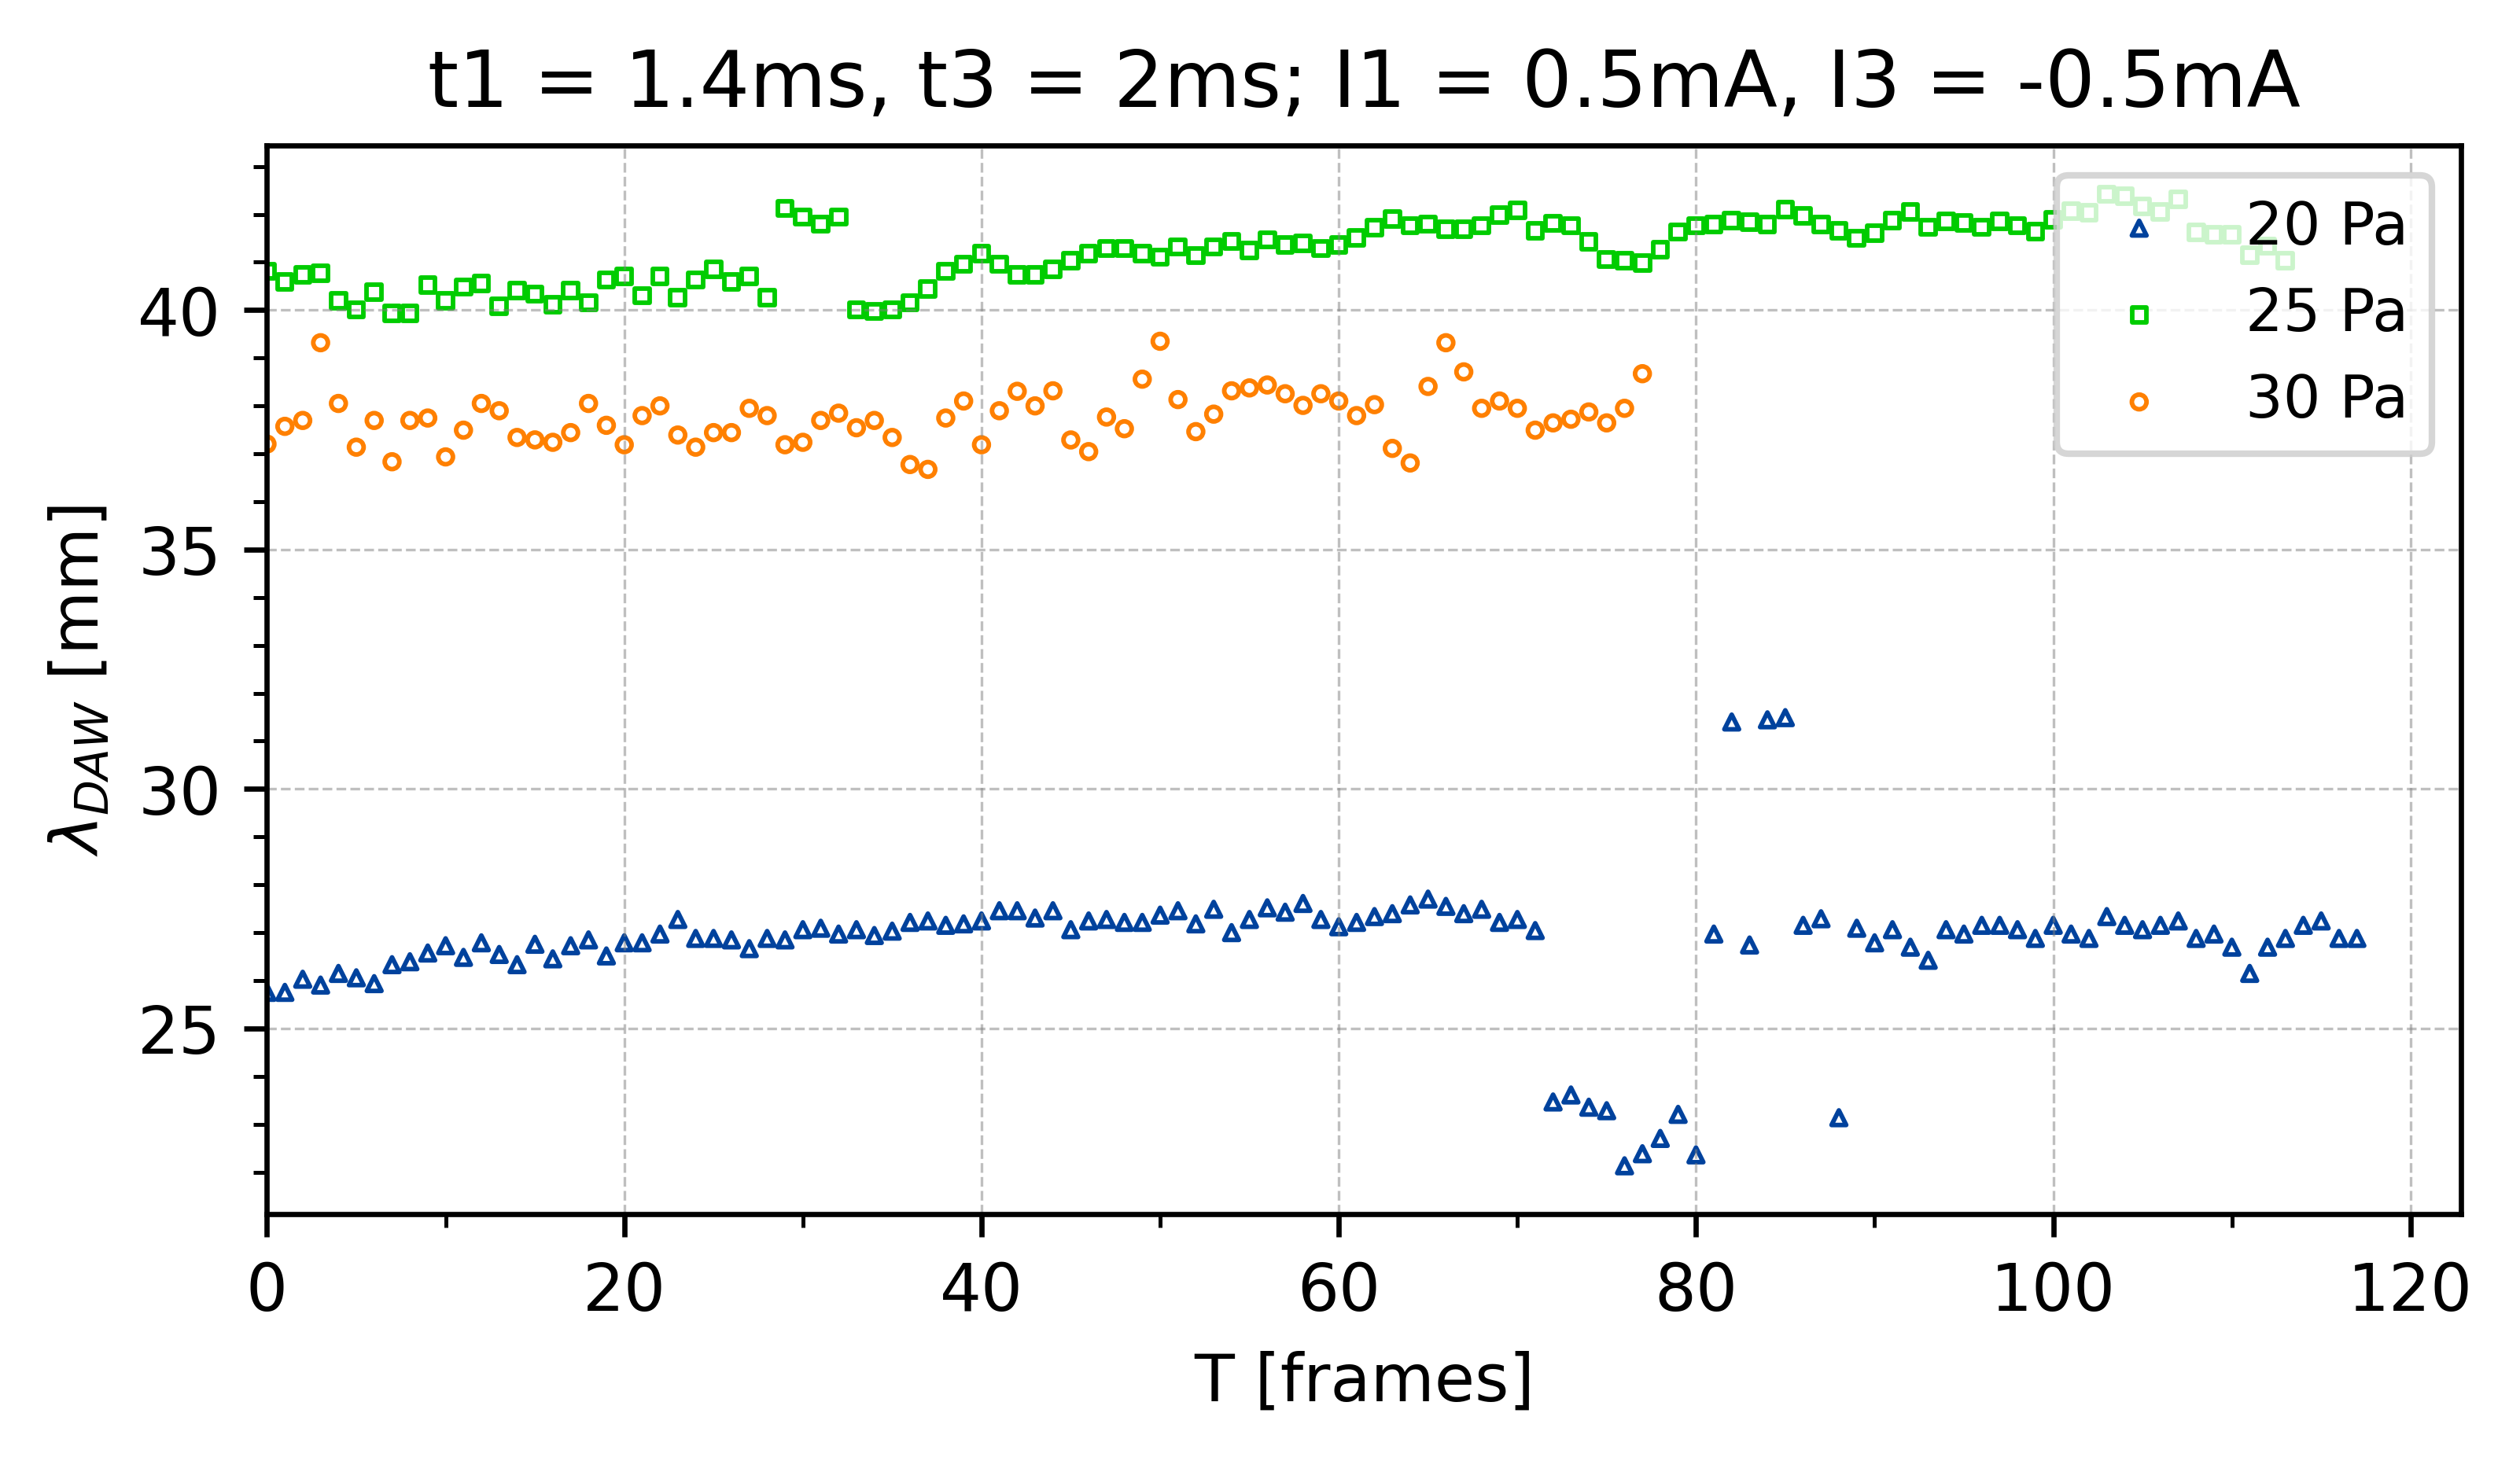 t1 = 1.4ms, t3 = 2ms; I1 = 0.5mA, I3 = -0.5mA
λ_DAW [mm]
40
35
30
25
20 Pa
25 Pa
30 Pa
0 20 40 60 80 100 120
T [frames]